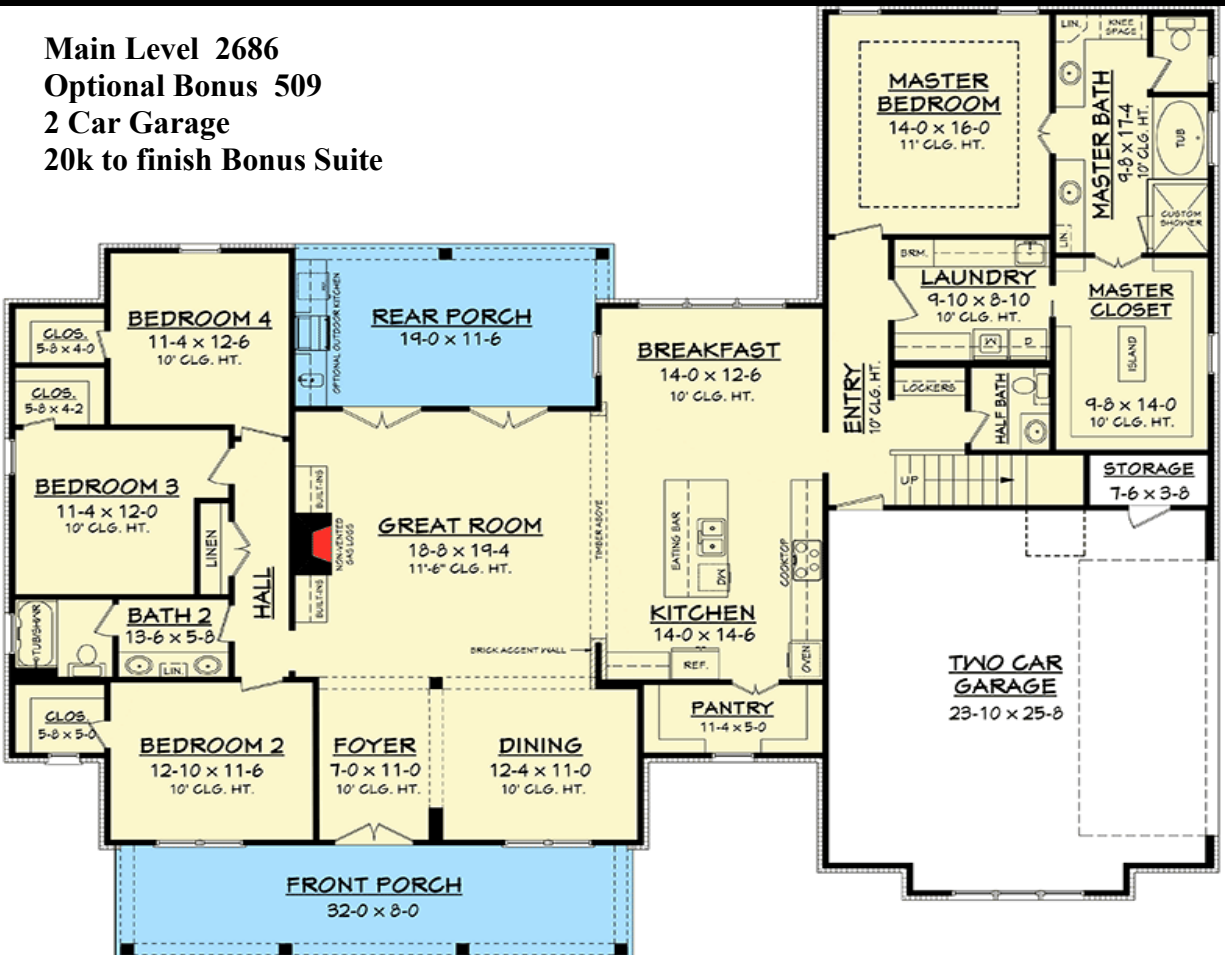 Main Level  2686
Optional Bonus  509
2 Car Garage
20k to finish Bonus Suite
MASTER
BEDROOM
14-0 x 16-0
11' CLG. HT.
LIN.
KNEE
SPACE
MASTER BATH
9-8 x 17-4
10' CLG. HT.
TUB
CUSTOM
SHOWER
LIN.
BRM.
LAUNDRY
9-10 x 8-10
10' CLG. HT.
W
D
MASTER
CLOSET
ISLAND
9-8 x 14-0
10' CLG. HT.
BEDROOM 4
11-4 x 12-6
10' CLG. HT.
CLOS.
5-8 x 4-0
CLOS.
5-8 x 4-2
OPTIONAL OUTDOOR KITCHEN
REAR PORCH
19-0 x 11-6
BREAKFAST
14-0 x 12-6
10' CLG. HT.
ENTRY
10' CLG. HT.
LOCKERS
HALF BATH
UP
STORAGE
7-6 x 3-8
BEDROOM 3
11-4 x 12-0
10' CLG. HT.
LINEN
HALL
BUILT-INS
NON-VENTED
GAS LOGS
BUILT-INS
GREAT ROOM
18-8 x 19-4
11'-6" CLG. HT.
TIMBER ABOVE
EATING BAR
DW
COOKTOP
KITCHEN
14-0 x 14-6
BRICK ACCENT WALL
REF.
OVEN
TUB/SHWR
BATH 2
13-6 x 5-8
LIN.
CLOS.
5-8 x 5-0
BEDROOM 2
12-10 x 11-6
10' CLG. HT.
FOYER
7-0 x 11-0
10' CLG. HT.
DINING
12-4 x 11-0
10' CLG. HT.
PANTRY
11-4 x 5-0
TWO CAR
GARAGE
23-10 x 25-8
FRONT PORCH
32-0 x 8-0